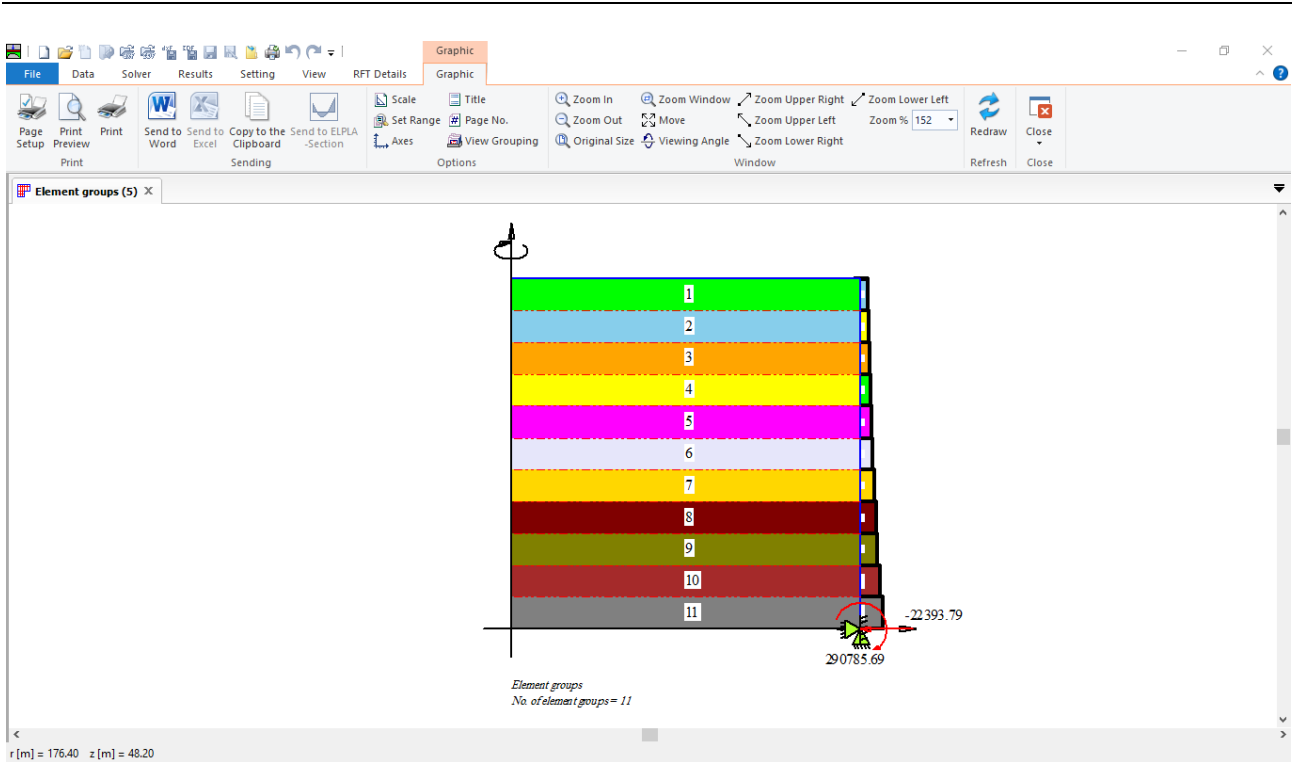 Graphic
File Data Solver Results Setting View RFT Details Graphic
Scale Title Zoom In Zoom Window Zoom Upper Right Zoom Lower Left
Set Range Page No. Zoom Out Move Zoom Upper Left Zoom % 152
Axes View Grouping Original Size Viewing Angle Zoom Lower Right
Page Print Print Send to Send to Copy to the Send to ELPLA Redraw Close
Setup Preview Word Excel Clipboard -Section
Print Sending Options Window Refresh Close
Element groups (5) X
1
2
3
4
5
6
7
8
9
10
11
-22393.79
290785.69
Element groups
No. of element groups = 11
r [m] = 176.40 z [m] = 48.20